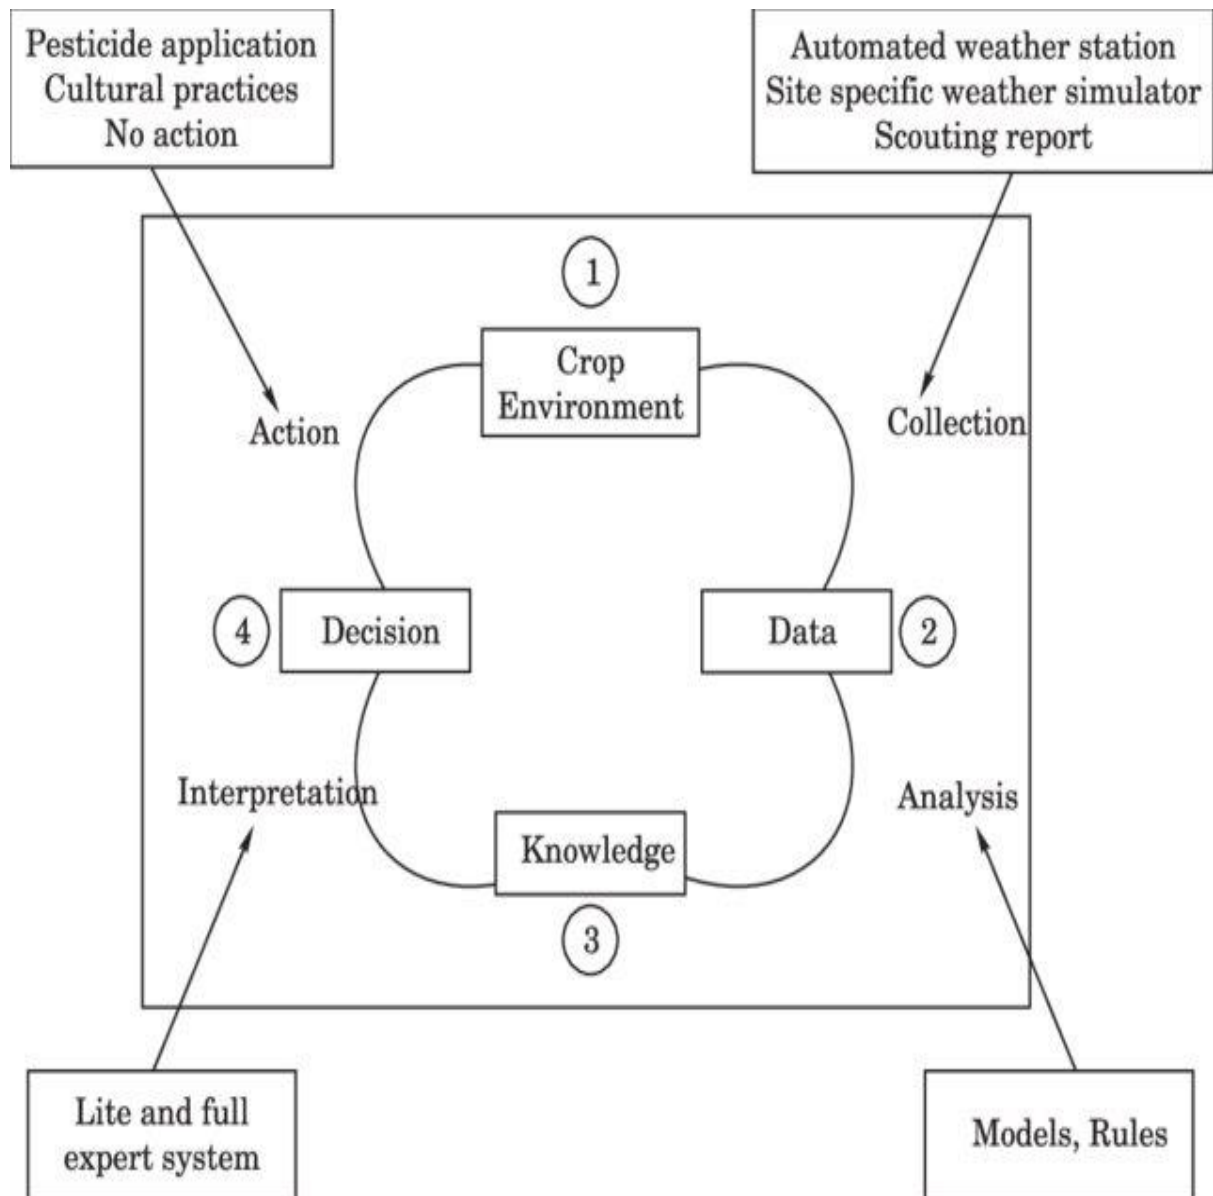 Pesticide application
Cultural practices
No action
Automated weather station
Site specific weather simulator
Scouting report
1
Crop
Environment
Action
Collection
4
Decision
Data
2
Interpretation
Analysis
Knowledge
3
Lite and full
expert system
Models, Rules